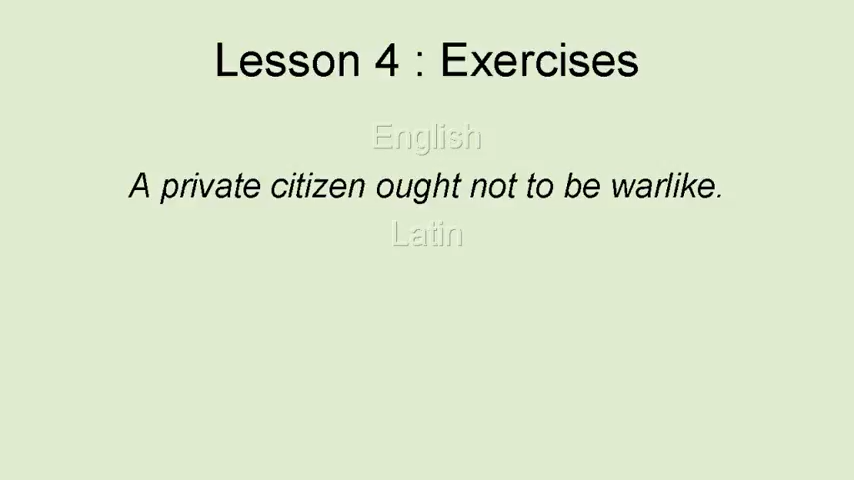 Lesson 4 : Exercises
English
A private citizen ought not to be warlike.
Latin